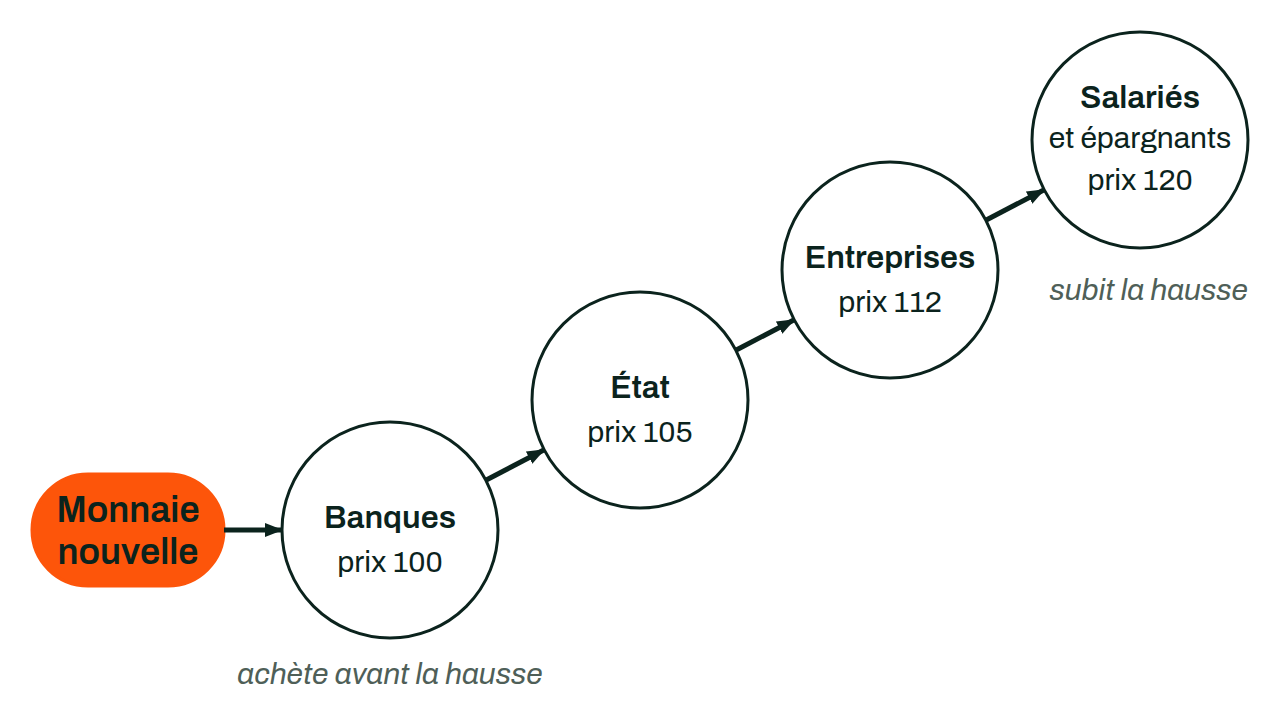 Monnaie
nouvelle
Banques
prix 100
achète avant la hausse
État
prix 105
Entreprises
prix 112
Salariés
et épargnants
prix 120
subit la hausse